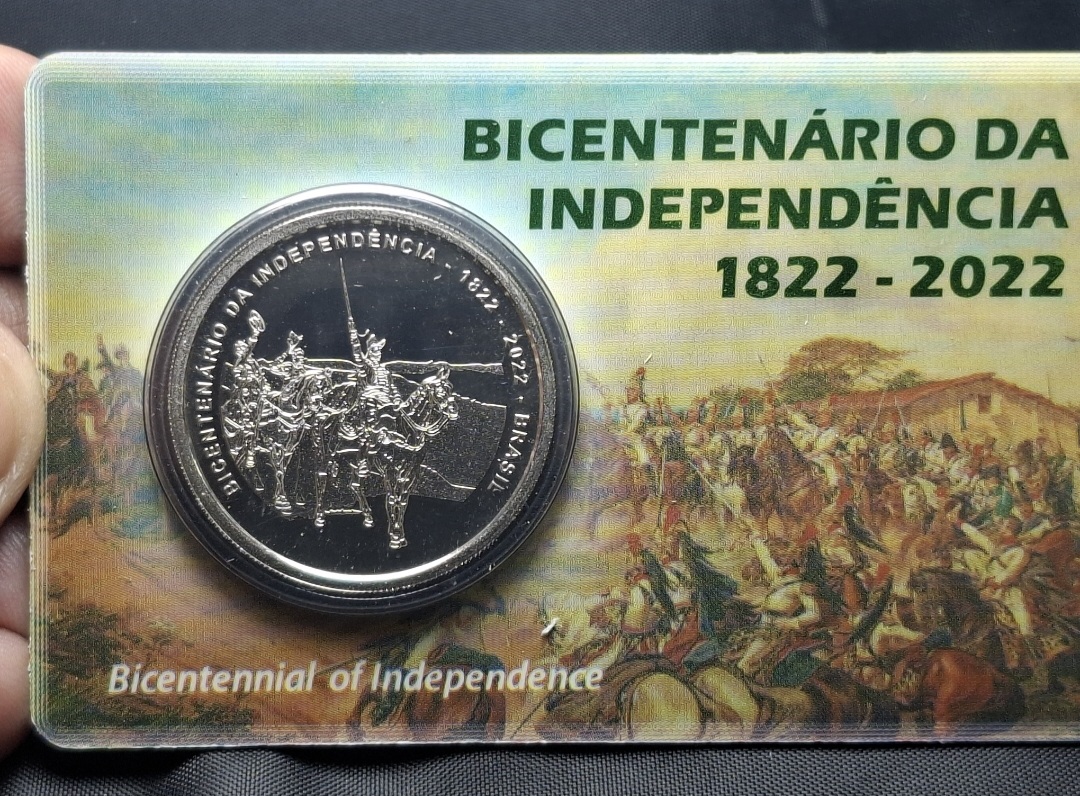 BICENTENÁRIO DA
INDEPENDÊNCIA
1822 - 2022
BICENTENÁRIO DA INDEPENDÊNCIA - 1822 - 2022 · BRASIL
Bicentennial of Independence